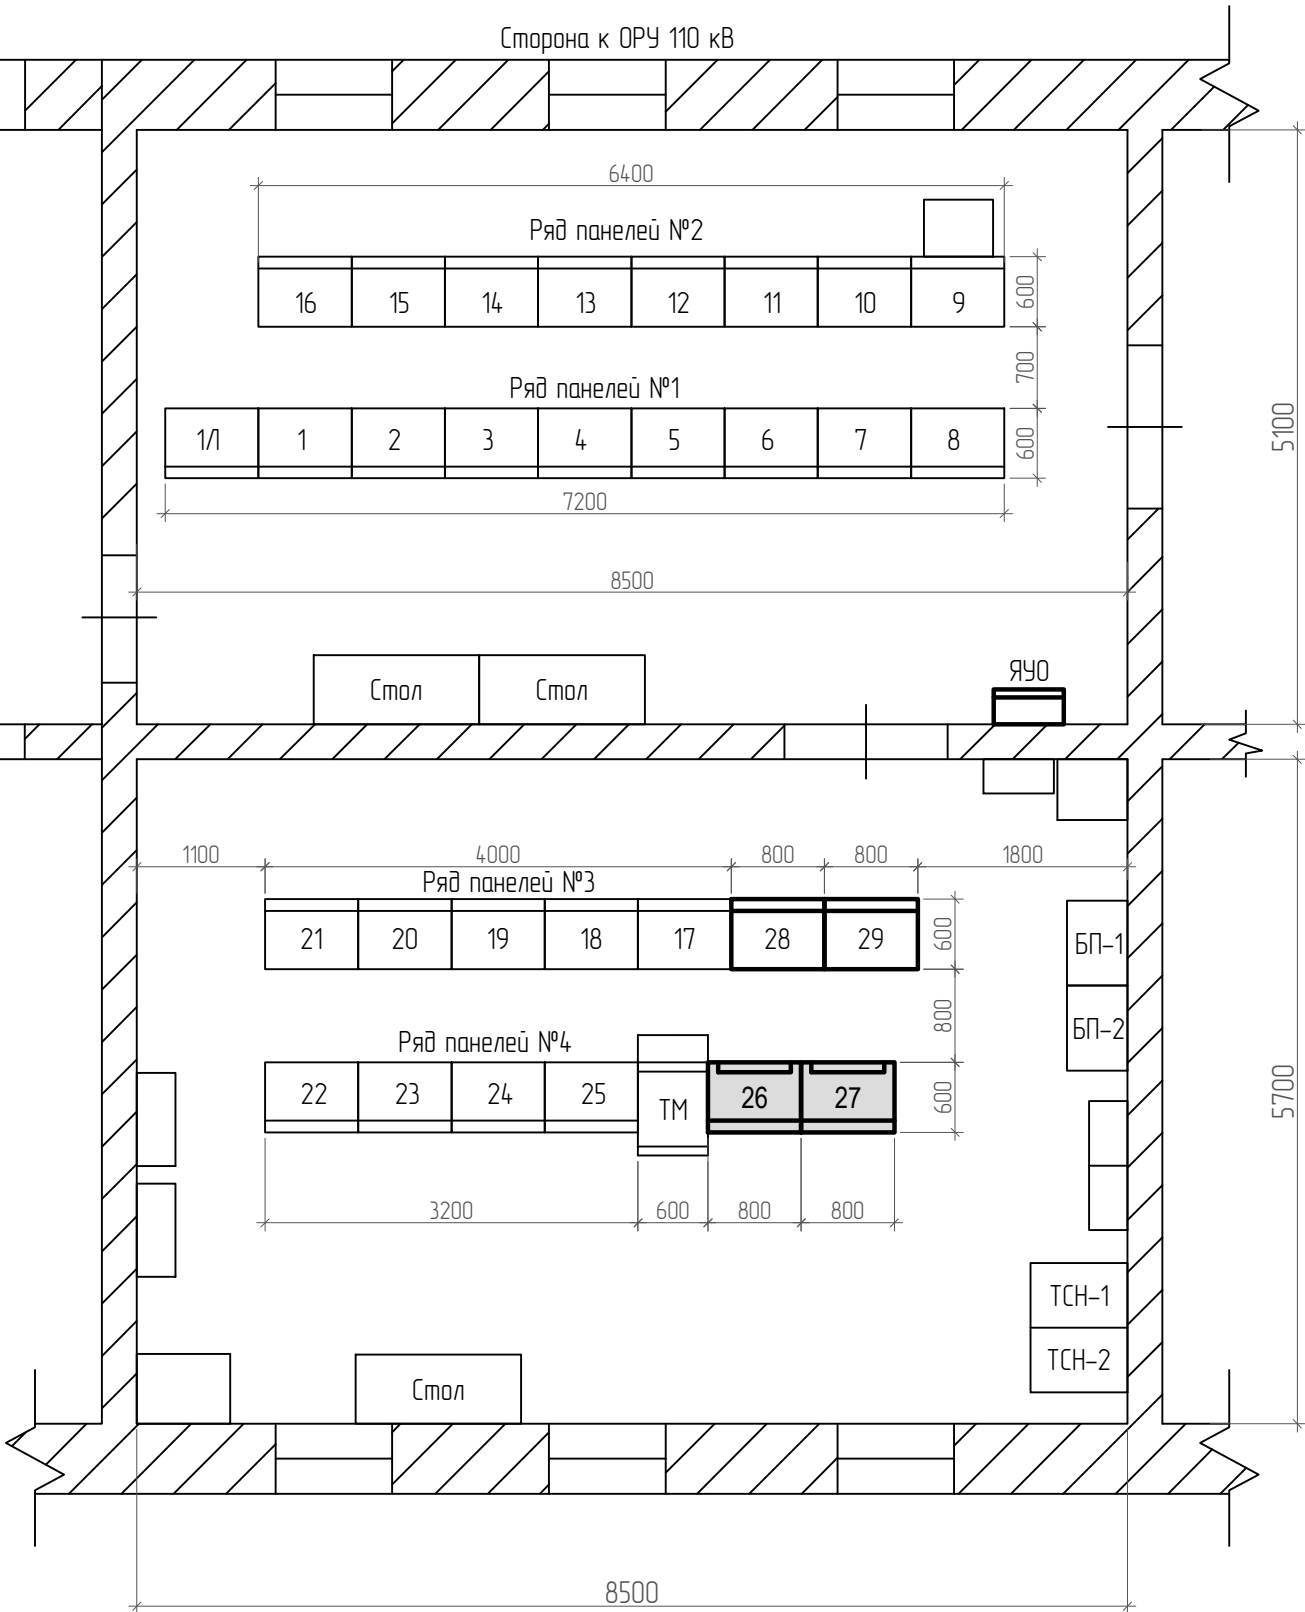 Сторона к ОРУ 110 кВ
6400
Ряд панелей №2
16 15 14 13 12 11 10 9
600
700
Ряд панелей №1
1Л 1 2 3 4 5 6 7 8
600
5100
7200
8500
ЯУО
Стол Стол
1100 4000 800 800 1800
Ряд панелей №3
21 20 19 18 17 28 29
600
БП-1
800
БП-2
Ряд панелей №4
22 23 24 25 ТМ 26 27
600
5700
3200 600 800 800
ТСН-1
ТСН-2
Стол
8500